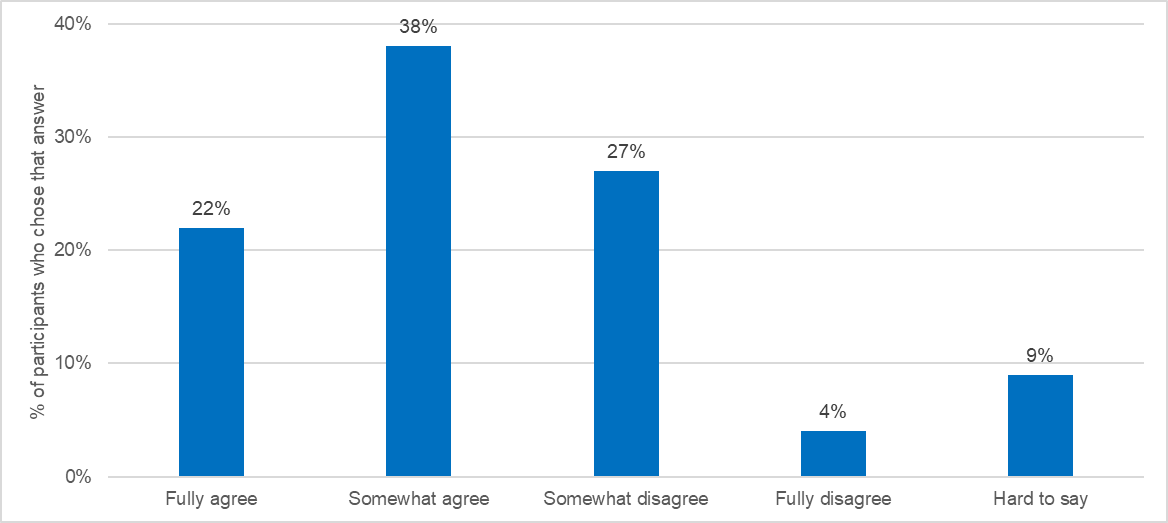 40%
38%
% of participants who chose that answer
30%
27%
22%
20%
10%
9%
4%
0%
Fully agree
Somewhat agree
Somewhat disagree
Fully disagree
Hard to say